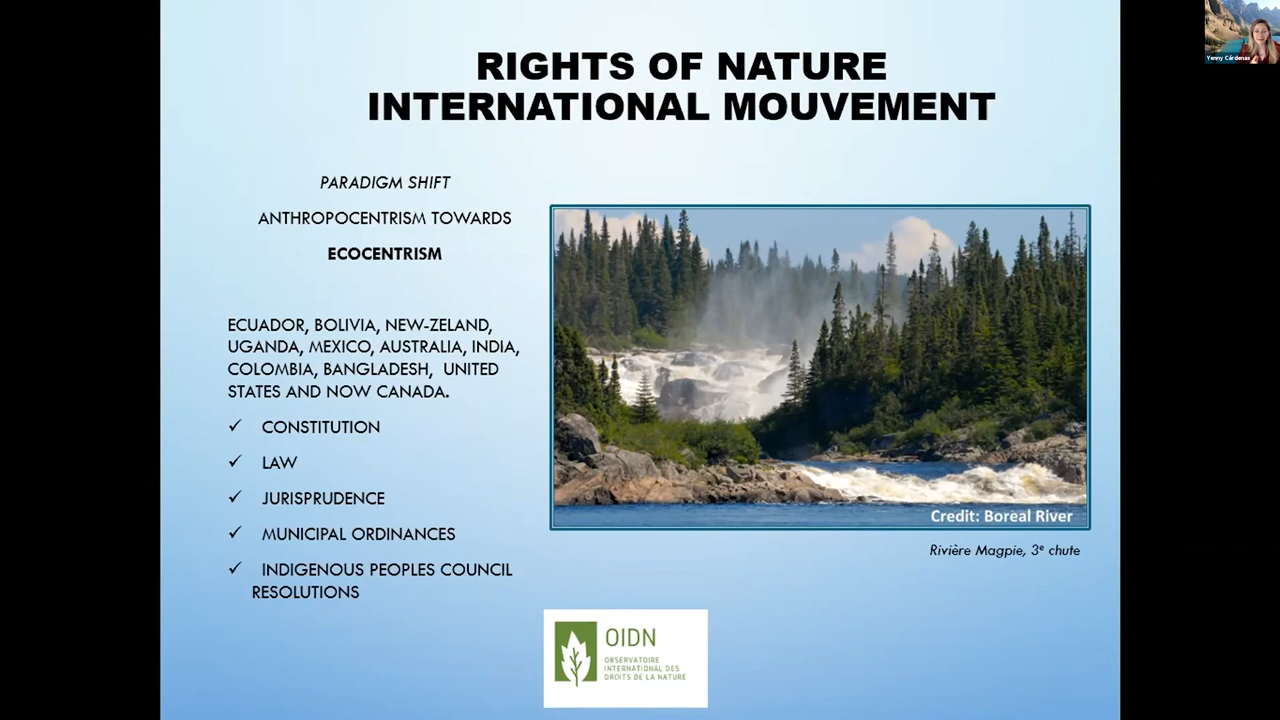 RIGHTS OF NATURE
INTERNATIONAL MOUVEMENT
PARADIGM SHIFT
ANTHROPOCENTRISM TOWARDS
ECOCENTRISM
ECUADOR, BOLIVIA, NEW-ZELAND,
UGANDA, MEXICO, AUSTRALIA, INDIA,
COLOMBIA, BANGLADESH, UNITED
STATES AND NOW CANADA.
✓ CONSTITUTION
✓ LAW
✓ JURISPRUDENCE
✓ MUNICIPAL ORDINANCES
✓ INDIGENOUS PEOPLES COUNCIL
RESOLUTIONS
Credit: Boreal River
Rivière Magpie, 3e chute
OIDN
OBSERVATOIRE
INTERNATIONAL DES
DROITS DE LA NATURE
Yenny Cárdenas